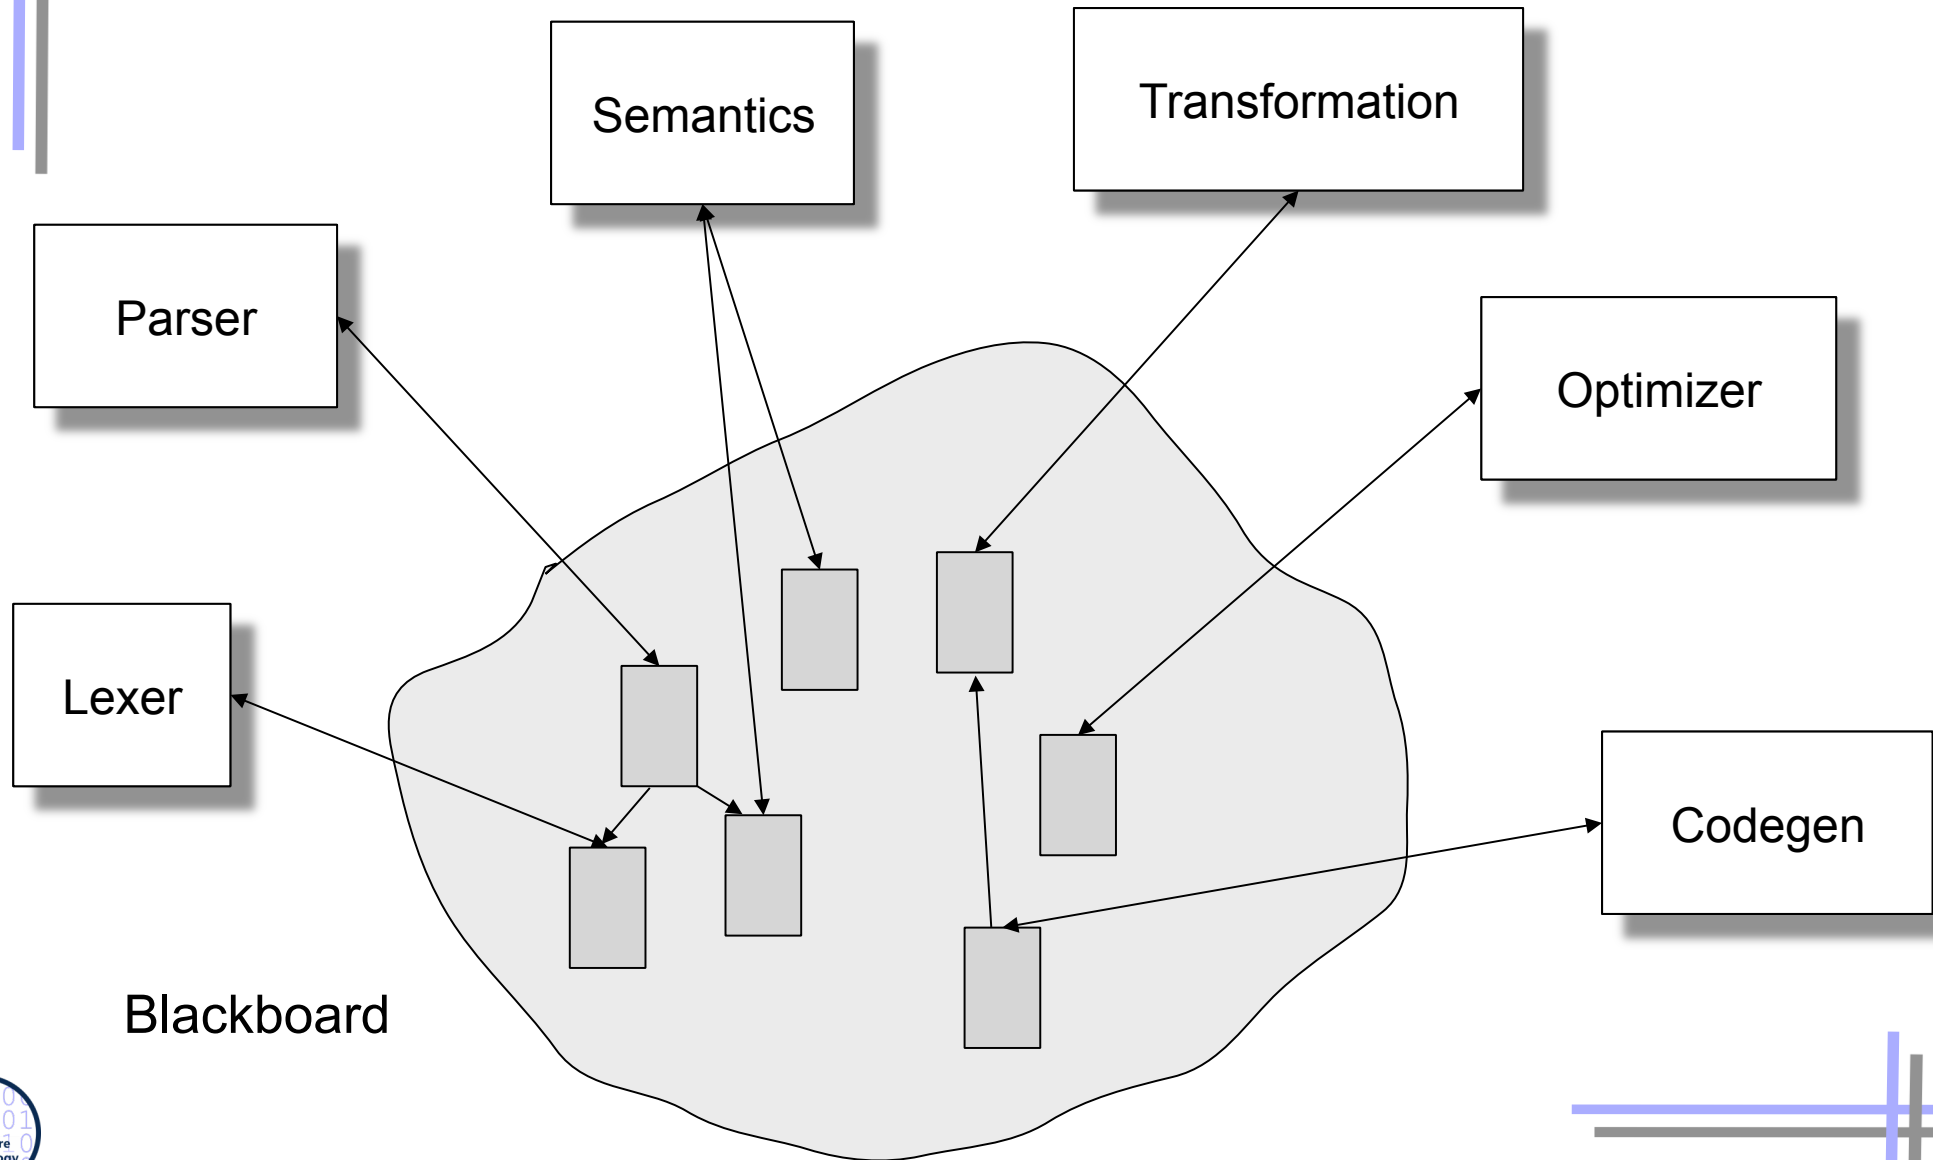 Semantics
Transformation
Parser
Optimizer
Lexer
Codegen
Blackboard